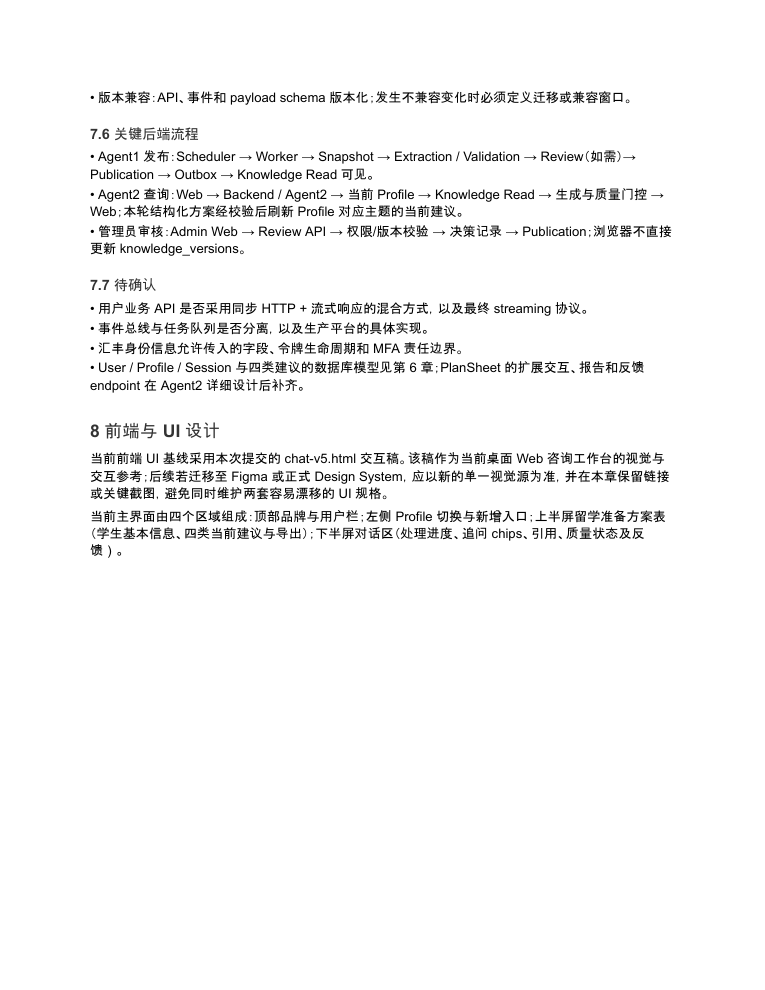 • 版本兼容：API、事件和 payload schema 版本化；发生不兼容变化时必须定义迁移或兼容窗口。
7.6 关键后端流程
• Agent1 发布：Scheduler → Worker → Snapshot → Extraction / Validation → Review（如需）→
Publication → Outbox → Knowledge Read 可见。
• Agent2 查询：Web → Backend / Agent2 → 当前 Profile → Knowledge Read → 生成与质量门控 →
Web；本轮结构化方案经校验后刷新 Profile 对应主题的当前建议。
• 管理员审核：Admin Web → Review API → 权限/版本校验 → 决策记录 → Publication；浏览器不直接
更新 knowledge_versions。
7.7 待确认
• 用户业务 API 是否采用同步 HTTP + 流式响应的混合方式，以及最终 streaming 协议。
• 事件总线与任务队列是否分离，以及生产平台的具体实现。
• 汇丰身份信息允许传入的字段、令牌生命周期和 MFA 责任边界。
• User / Profile / Session 与四类建议的数据库模型见第 6 章；PlanSheet 的扩展交互、报告和反馈
endpoint 在 Agent2 详细设计后补齐。
8 前端与 UI 设计
当前前端 UI 基线采用本次提交的 chat-v5.html 交互稿。该稿作为当前桌面 Web 咨询工作台的视觉与
交互参考；后续若迁移至 Figma 或正式 Design System，应以新的单一视觉源为准，并在本章保留链接
或关键截图，避免同时维护两套容易漂移的 UI 规格。
当前主界面由四个区域组成：顶部品牌与用户栏；左侧 Profile 切换与新增入口；上半屏留学准备方案表
（学生基本信息、四类当前建议与导出）；下半屏对话区（处理进度、追问 chips、引用、质量状态及反
馈 ) 。